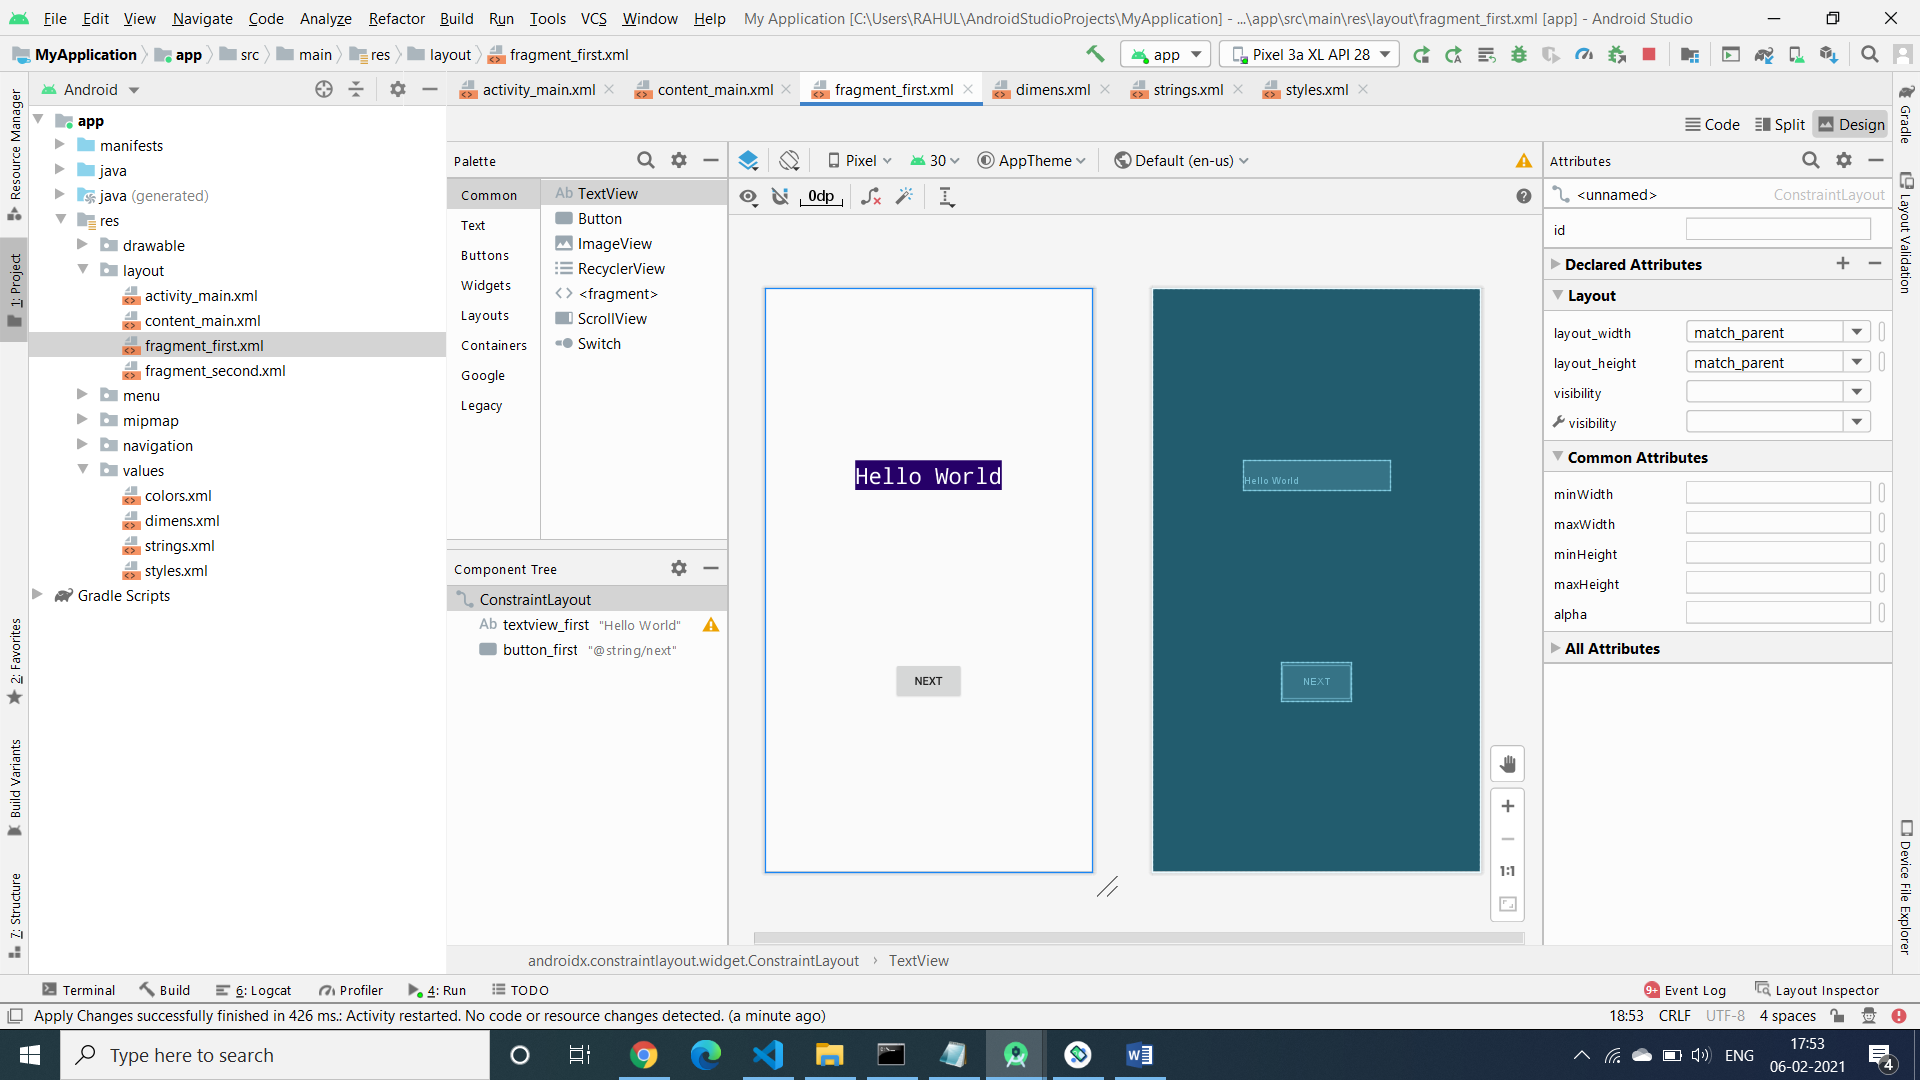 File Edit View Navigate Code Analyze Refactor Build Run Tools VCS Window Help My Application [C:\Users\RAHUL\AndroidStudioProjects\MyApplication] - ...\app\src\main\res\layout\fragment_first.xml [app] - Android Studio
MyApplication app src main res layout fragment_first.xml app Pixel 3a XL API 28
Android activity_main.xml content_main.xml fragment_first.xml dimens.xml strings.xml styles.xml
Code Split Design
Resource Manager
1: Project
2: Favorites
Build Variants
7: Structure
app
manifests
java
java (generated)
res
drawable
layout
activity_main.xml
content_main.xml
fragment_first.xml
fragment_second.xml
menu
mipmap
navigation
values
colors.xml
dimens.xml
strings.xml
styles.xml
Gradle Scripts
Palette
Common
Text
Buttons
Widgets
Layouts
Containers
Google
Legacy
Ab TextView
Button
ImageView
RecyclerView
<> <fragment>
ScrollView
Switch
Component Tree
ConstraintLayout
Ab textview_first "Hello World"
button_first "@string/next"
Pixel 30 AppTheme Default (en-us)
0dp
Hello World
NEXT
Hello World
NEXT
1:1
androidx.constraintlayout.widget.ConstraintLayout › TextView
Attributes
<unnamed> ConstraintLayout
id
Declared Attributes
Layout
layout_width match_parent
layout_height match_parent
visibility
visibility
Common Attributes
minWidth
maxWidth
minHeight
maxHeight
alpha
All Attributes
Gradle
Layout Validation
Device File Explorer
Terminal Build 6: Logcat Profiler 4: Run TODO 9+ Event Log Layout Inspector
Apply Changes successfully finished in 426 ms.: Activity restarted. No code or resource changes detected. (a minute ago) 18:53 CRLF UTF-8 4 spaces
Type here to search
ENG
17:53
06-02-2021
4